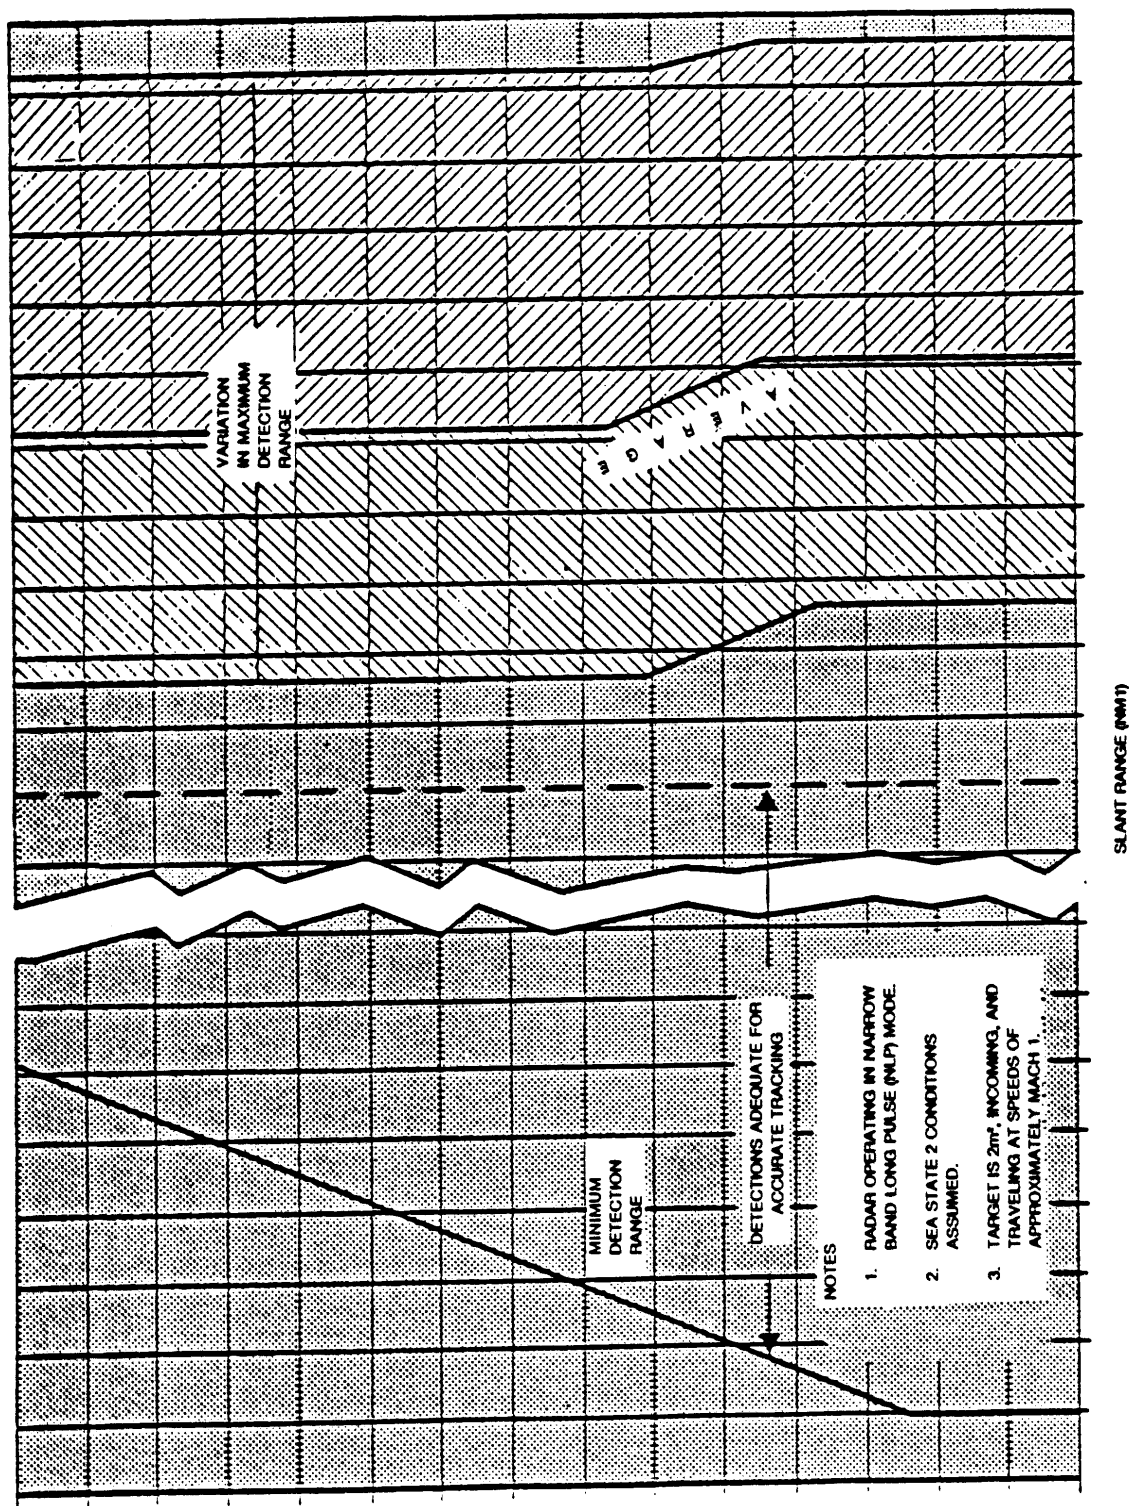 VARIATION
IN MAXIMUM
DETECTION
RANGE
AVERAGE
MINIMUM
DETECTION
RANGE
DETECTIONS ADEQUATE FOR
ACCURATE TRACKING
NOTES
1. RADAR OPERATING IN NARROW
BAND LONG PULSE (NLP) MODE.
2. SEA STATE 2 CONDITIONS
ASSUMED.
3. TARGET IS 2m², INCOMING, AND
TRAVELING AT SPEEDS OF
APPROXIMATELY MACH 1.
SLANT RANGE (NM1)